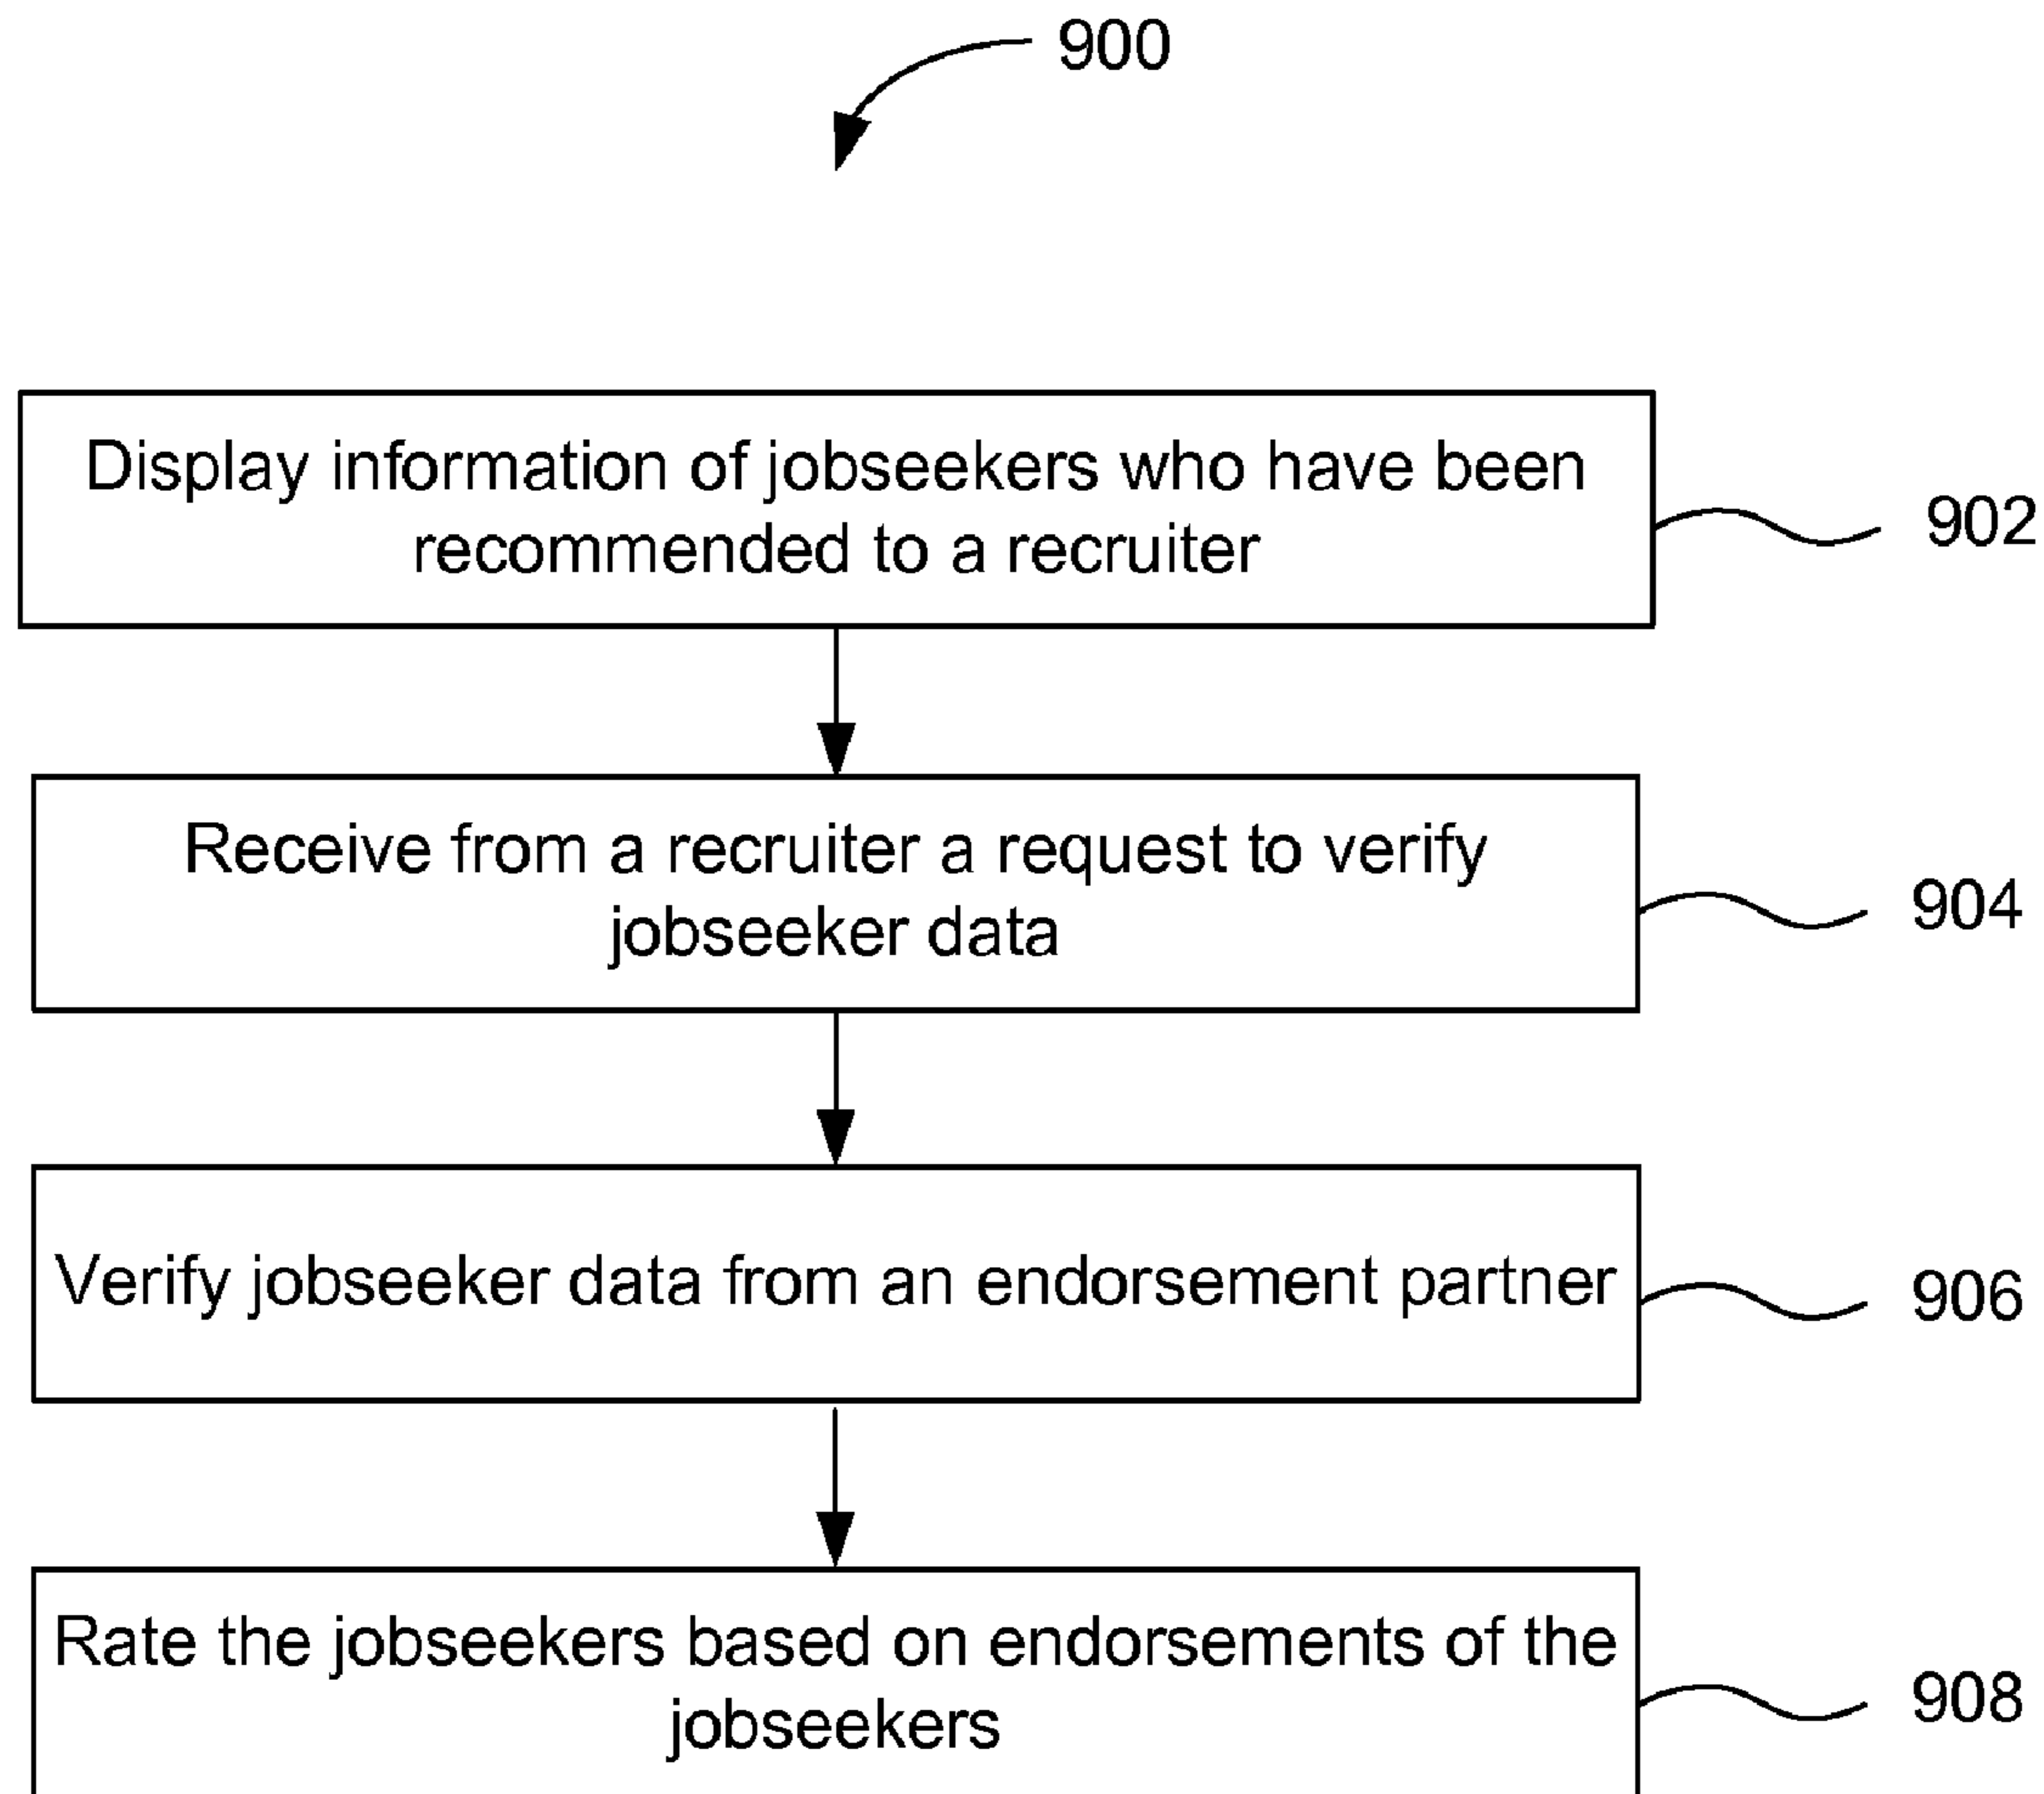 900
Display information of jobseekers who have been
recommended to a recruiter
902
Receive from a recruiter a request to verify
jobseeker data
904
Verify jobseeker data from an endorsement partner
906
Rate the jobseekers based on endorsements of the
jobseekers
908